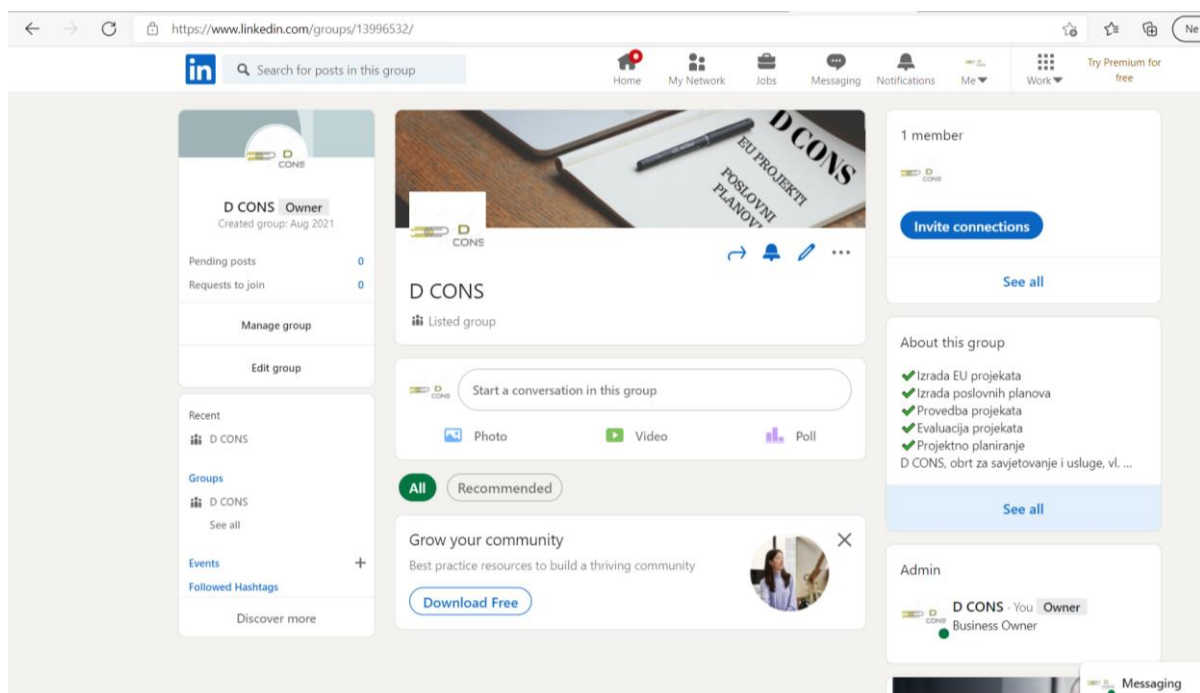 https://www.linkedin.com/groups/13996532/
Ne
in
Search for posts in this group
Home
My Network
Jobs
Messaging
Notifications
Me
Work
Try Premium for
free
D
CONS
D CONS Owner
Created group: Aug 2021
Pending posts 0
Requests to join 0
Manage group
Edit group
Recent
D CONS
Groups
D CONS
See all
Events +
Followed Hashtags
Discover more
D CONS
EU PROJEKTI
POSLOVNI
PLANOVI
D
CONS
D CONS
Listed group
D
CONS
Start a conversation in this group
Photo
Video
Poll
All
Recommended
Grow your community
Best practice resources to build a thriving community
Download Free
1 member
D
CONS
Invite connections
See all
About this group
Izrada EU projekata
Izrada poslovnih planova
Provedba projekata
Evaluacija projekata
Projektno planiranje
D CONS, obrt za savjetovanje i usluge, vl. ...
See all
Admin
D
CONS
D CONS · You Owner
Business Owner
Messaging